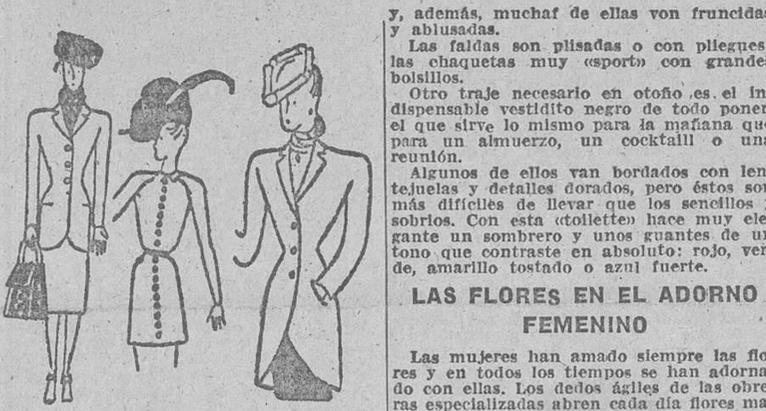 y, además, muchaf de ellas von fruncidas
y ablusadas.
Las faldas son plisadas o con pliegues,
las chaquetas muy «sport» con grandes
bolsillos.
Otro traje necesario en otoño es el in
dispensable vestidito negro de todo poner,
el que sirve lo mismo para la mañana que
para un almuerzo, un cocktaill o una
reunión.
Algunos de ellos van bordados con len
tejuelas y detalles dorados, pero éstos son
más difíciles de llevar que los sencillos y
sobrios. Con esta «toilette» hace muy ele
gante un sombrero y unos guantes de un
tono que contraste en absoluto: rojo, ver
de, amarillo tostado o azul fuerte.
LAS FLORES EN EL ADORNO
FEMENINO
Las mujeres han amado siempre las flo
res y en todos los tiempos se han adorna
do con ellas. Los dedos ágiles de las obre
ras especializadas abren cada día flores ma